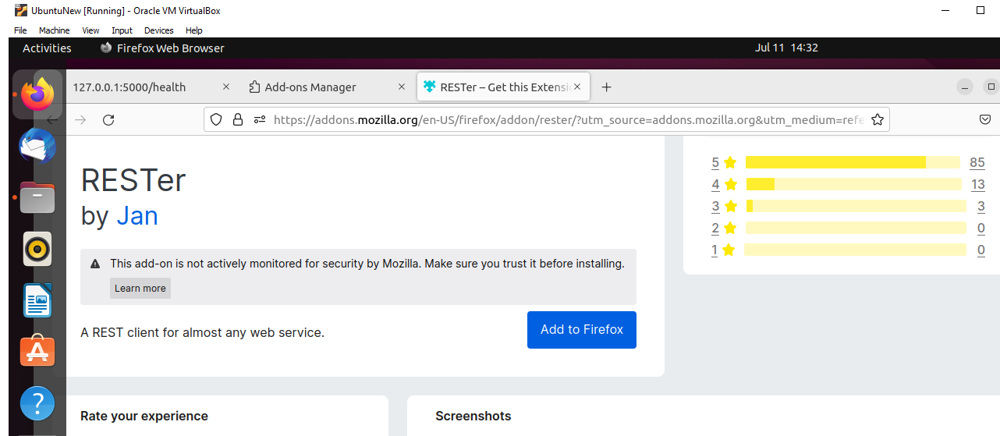 UbuntuNew [Running] - Oracle VM VirtualBox
File Machine View Input Devices Help
Activities Firefox Web Browser Jul 11 14:32
127.0.0.1:5000/health × Add-ons Manager × RESTer – Get this Extensi ×
https://addons.mozilla.org/en-US/firefox/addon/rester/?utm_source=addons.mozilla.org&utm_medium=refe
RESTer
by Jan
This add-on is not actively monitored for security by Mozilla. Make sure you trust it before installing.
Learn more
A REST client for almost any web service.
Add to Firefox
5 85
4 13
3 3
2 0
1 0
Rate your experience
Screenshots